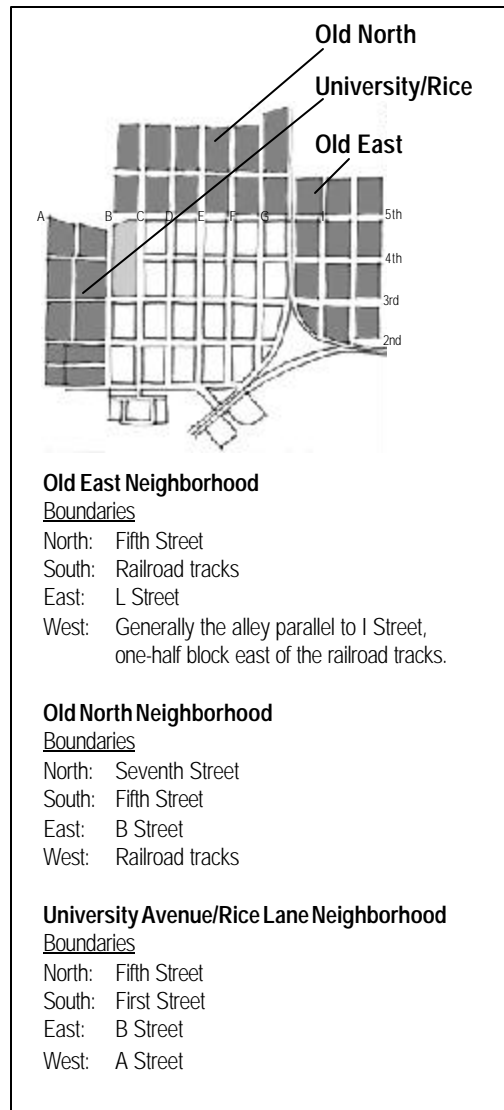 Old North
University/Rice
Old East
A B C D E F G I 5th
4th
3rd
2nd
Old East Neighborhood
Boundaries
North: Fifth Street
South: Railroad tracks
East: L Street
West: Generally the alley parallel to I Street,
one-half block east of the railroad tracks.
Old North Neighborhood
Boundaries
North: Seventh Street
South: Fifth Street
East: B Street
West: Railroad tracks
University Avenue/Rice Lane Neighborhood
Boundaries
North: Fifth Street
South: First Street
East: B Street
West: A Street